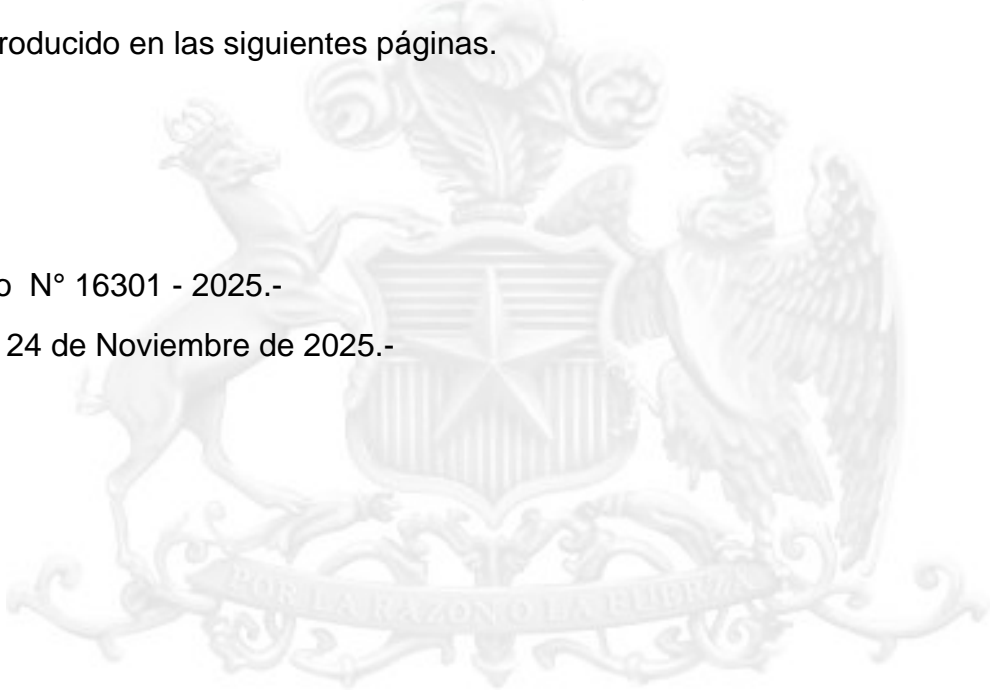 roducido en las siguientes páginas.
o N° 16301 - 2025.-
24 de Noviembre de 2025.-
POR LA RAZON O LA FUERZA